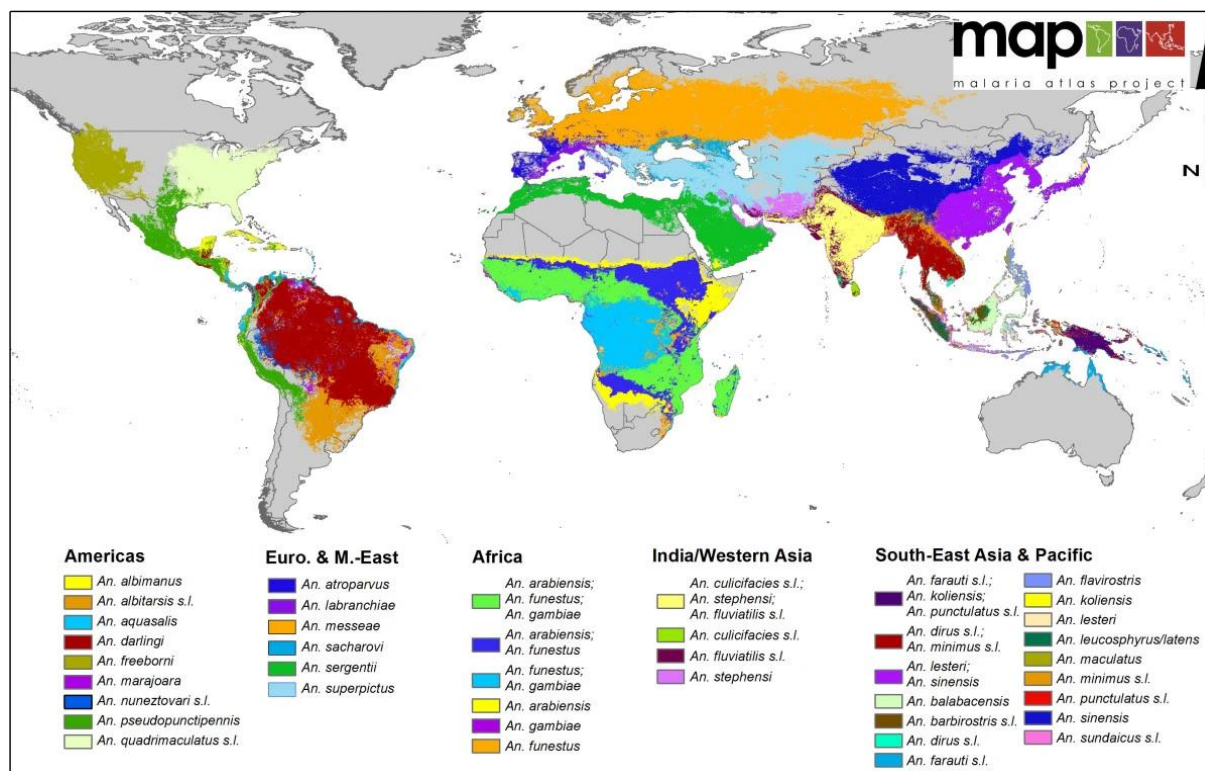 map
malaria atlas project
N
Americas
An. albimanus
An. albitarsis s.l.
An. aquasalis
An. darlingi
An. freeborni
An. marajoara
An. nuneztovari s.l.
An. pseudopunctipennis
An. quadrimaculatus s.l.
Euro. & M.-East
An. atroparvus
An. labranchiae
An. messeae
An. sacharovi
An. sergentii
An. superpictus
Africa
An. arabiensis;
An. funestus;
An. gambiae
An. arabiensis;
An. funestus
An. funestus;
An. gambiae
An. arabiensis
An. gambiae
An. funestus
India/Western Asia
An. culicifacies s.l.;
An. stephensi;
An. fluviatilis s.l.
An. culicifacies s.l.
An. fluviatilis s.l.
An. stephensi
South-East Asia & Pacific
An. farauti s.l.;
An. koliensis;
An. punctulatus s.l.
An. dirus s.l.;
An. minimus s.l.
An. lesteri;
An. sinensis
An. balabacensis
An. barbirostris s.l.
An. dirus s.l.
An. farauti s.l.
An. flavirostris
An. koliensis
An. lesteri
An. leucosphyrus/latens
An. maculatus
An. minimus s.l.
An. punctulatus s.l.
An. sinensis
An. sundaicus s.l.